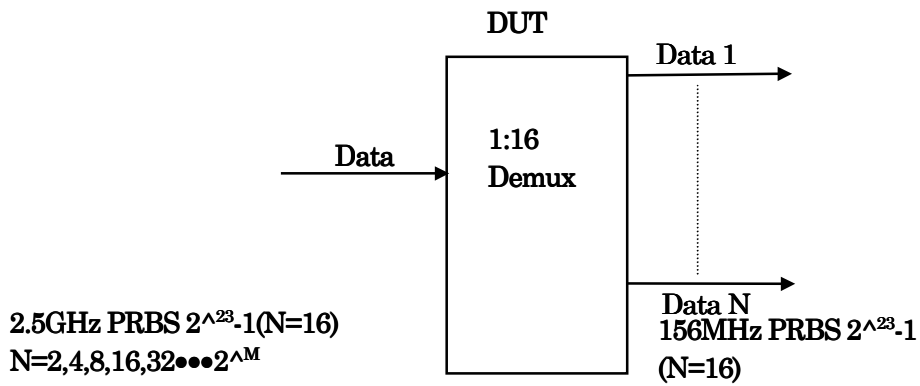 DUT
Data 1
1:16
Demux
Data
Data N
2.5GHz PRBS 2^23-1(N=16)
156MHz PRBS 2^23-1
N=2,4,8,16,32●●●2^M
(N=16)